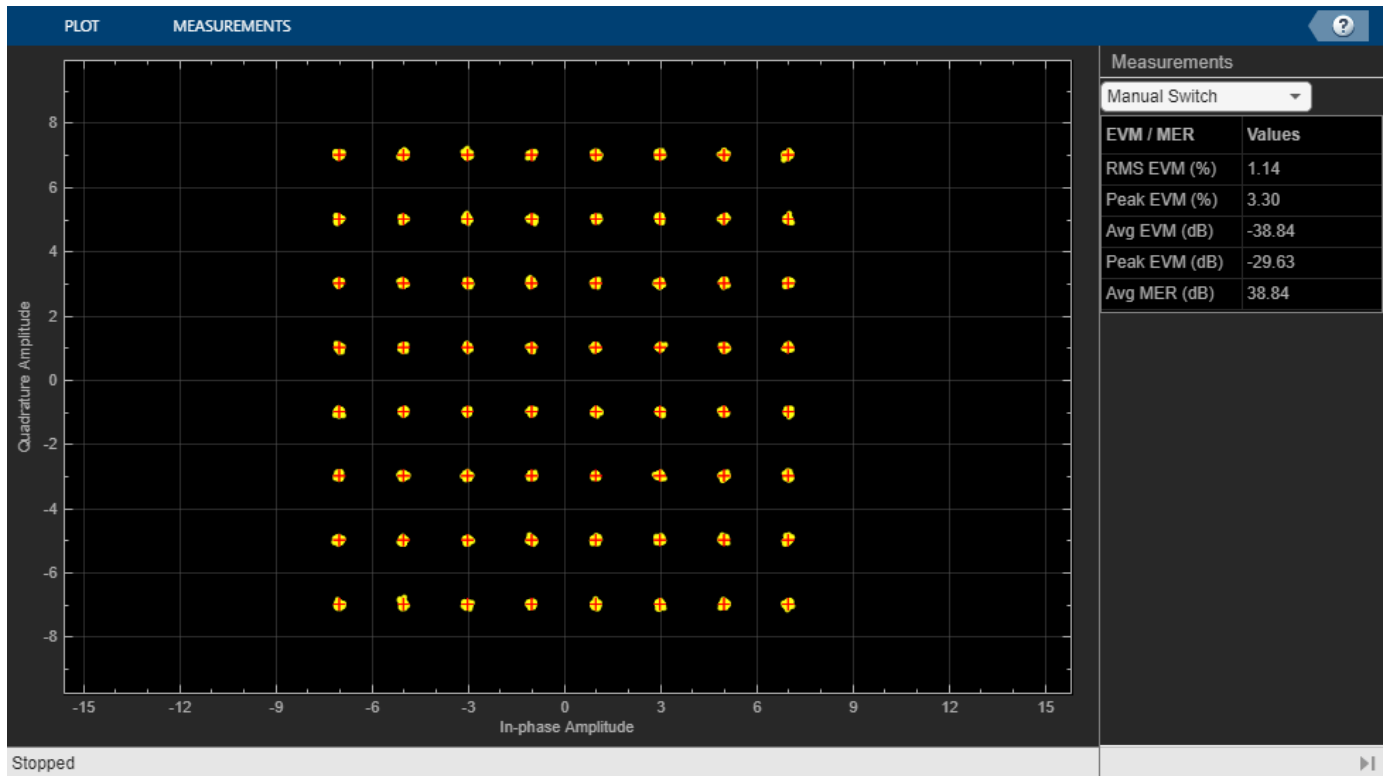 PLOT MEASUREMENTS ?
Measurements
Manual Switch
EVM / MER Values
RMS EVM (%) 1.14
Peak EVM (%) 3.30
Avg EVM (dB) -38.84
Peak EVM (dB) -29.63
Avg MER (dB) 38.84
Quadrature Amplitude
8
6
4
2
0
-2
-4
-6
-8
-15 -12 -9 -6 -3 0 3 6 9 12 15
In-phase Amplitude
Stopped